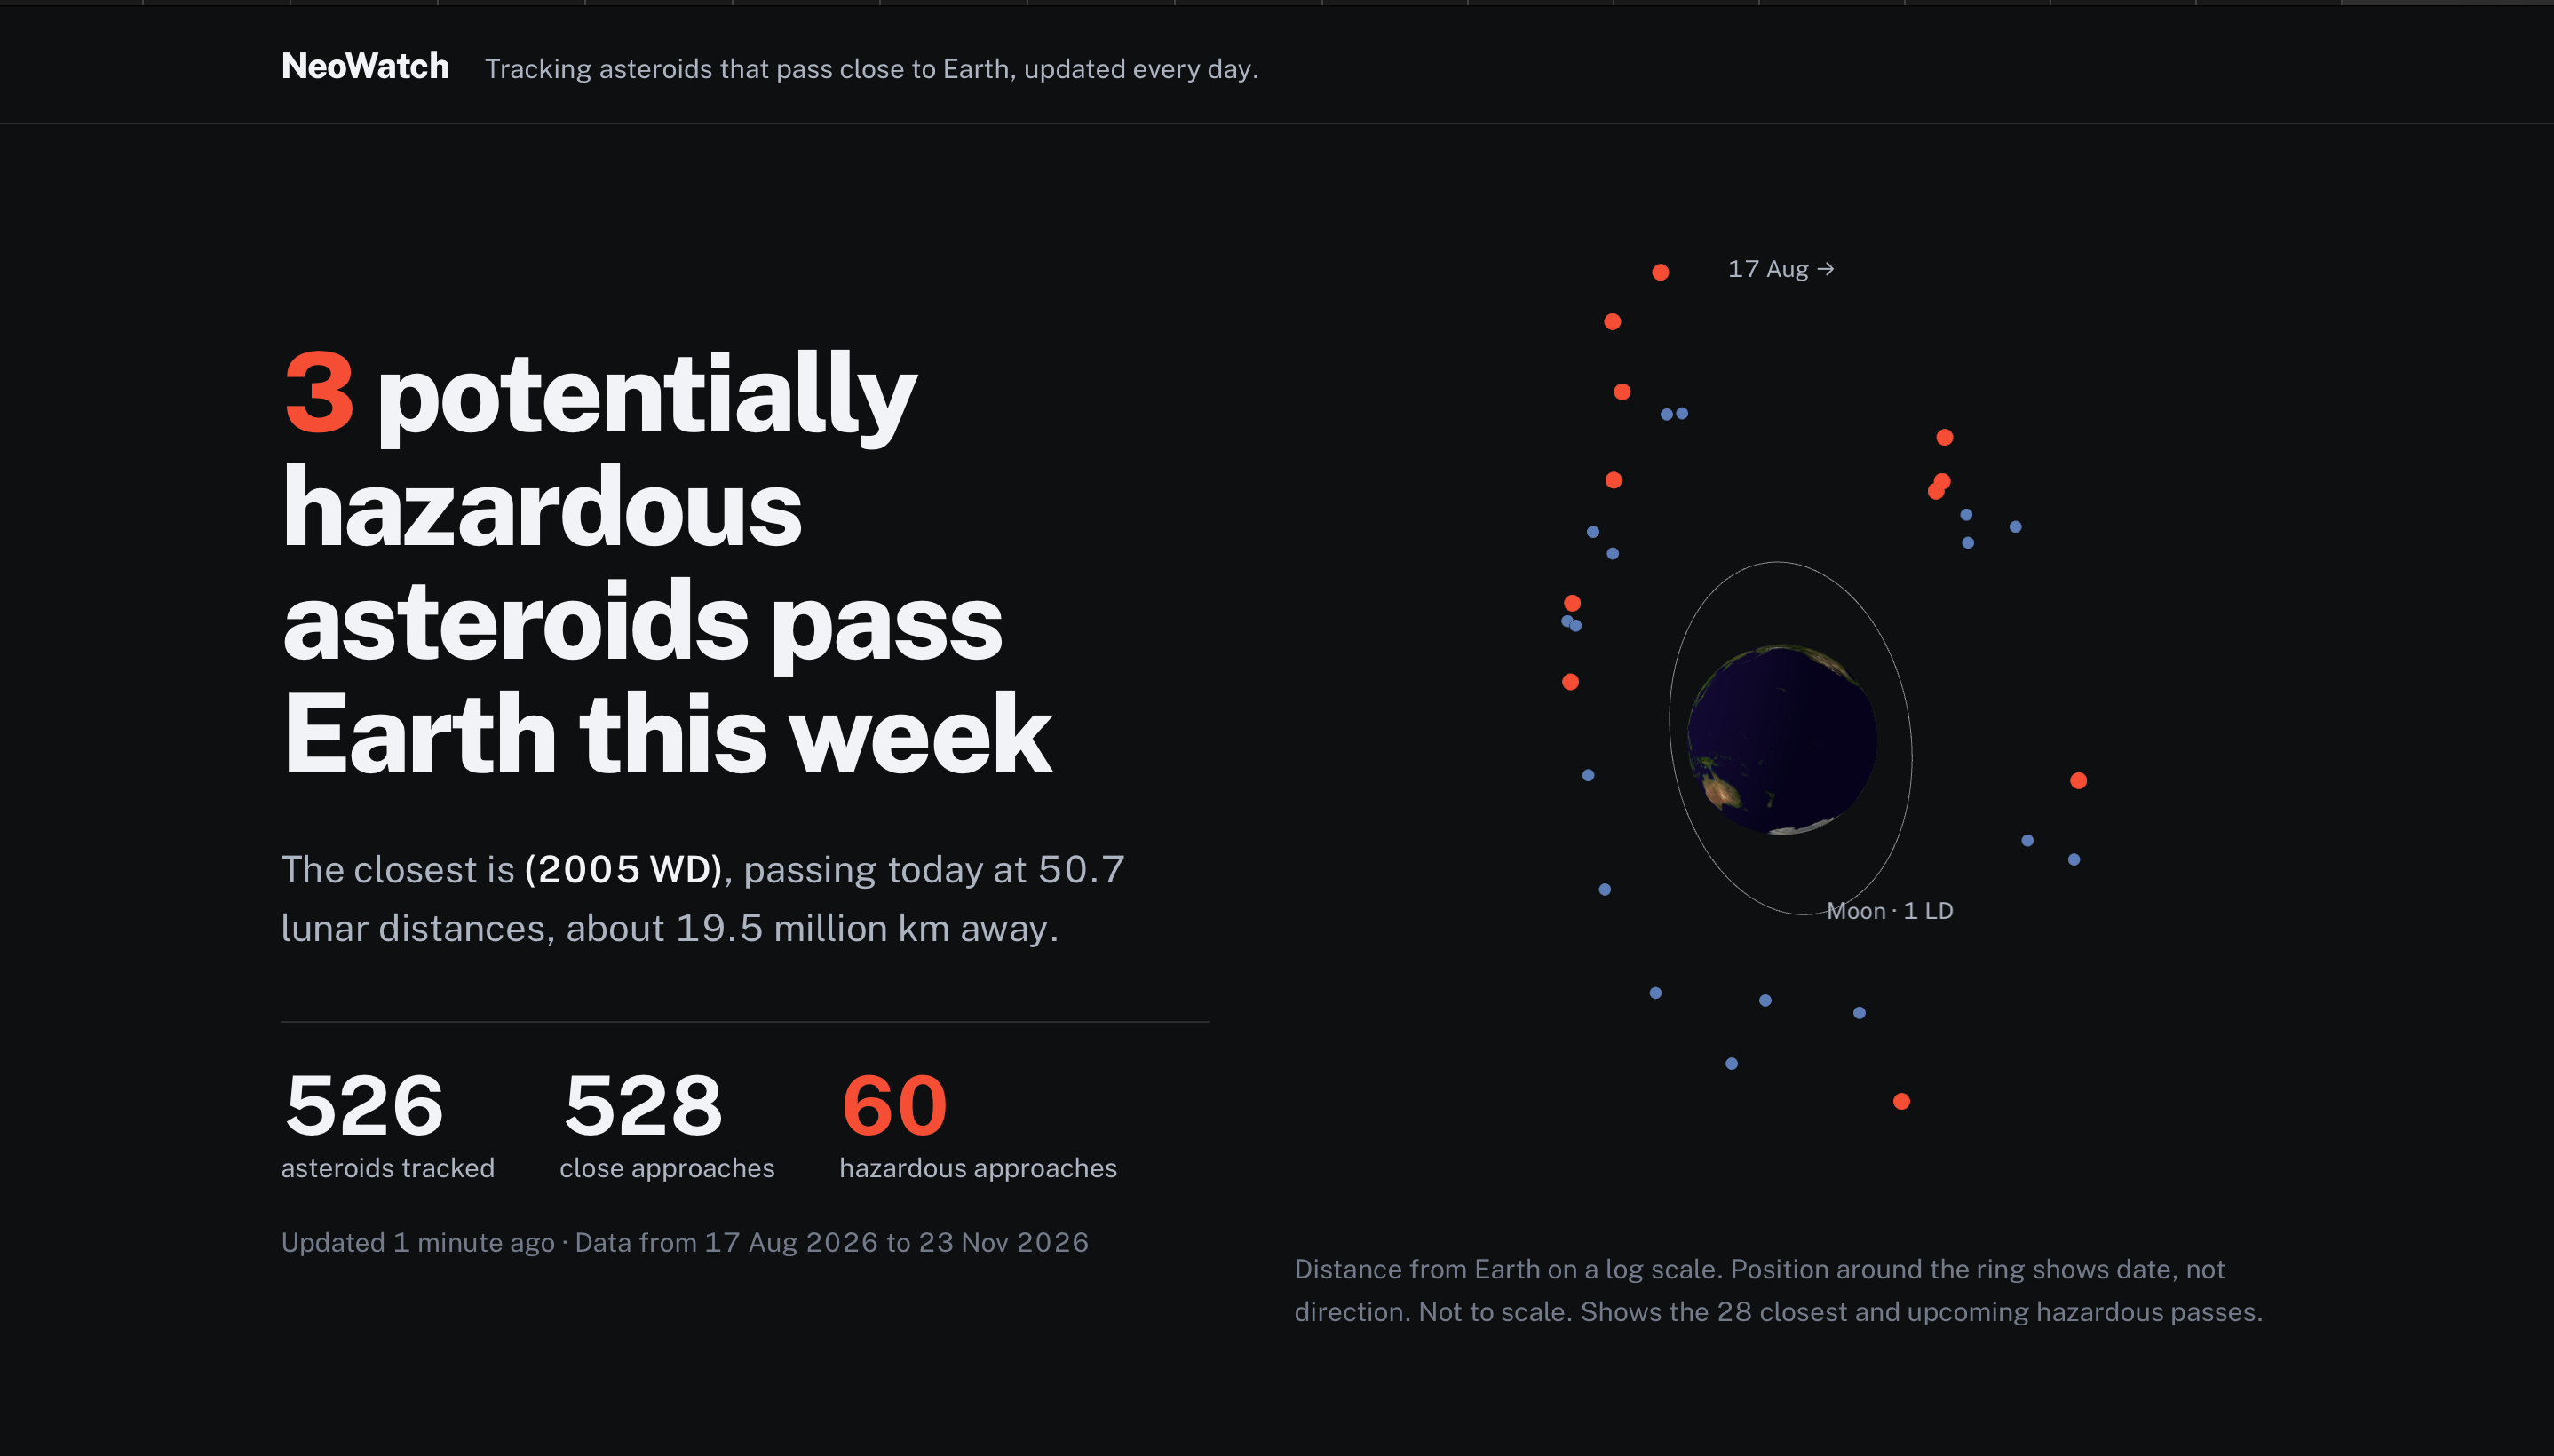 NeoWatch Tracking asteroids that pass close to Earth, updated every day.
3 potentially
hazardous
asteroids pass
Earth this week
The closest is (2005 WD), passing today at 50.7
lunar distances, about 19.5 million km away.
526 528 60
asteroids tracked close approaches hazardous approaches
Updated 1 minute ago · Data from 17 Aug 2026 to 23 Nov 2026
17 Aug →
Moon · 1 LD
Distance from Earth on a log scale. Position around the ring shows date, not
direction. Not to scale. Shows the 28 closest and upcoming hazardous passes.